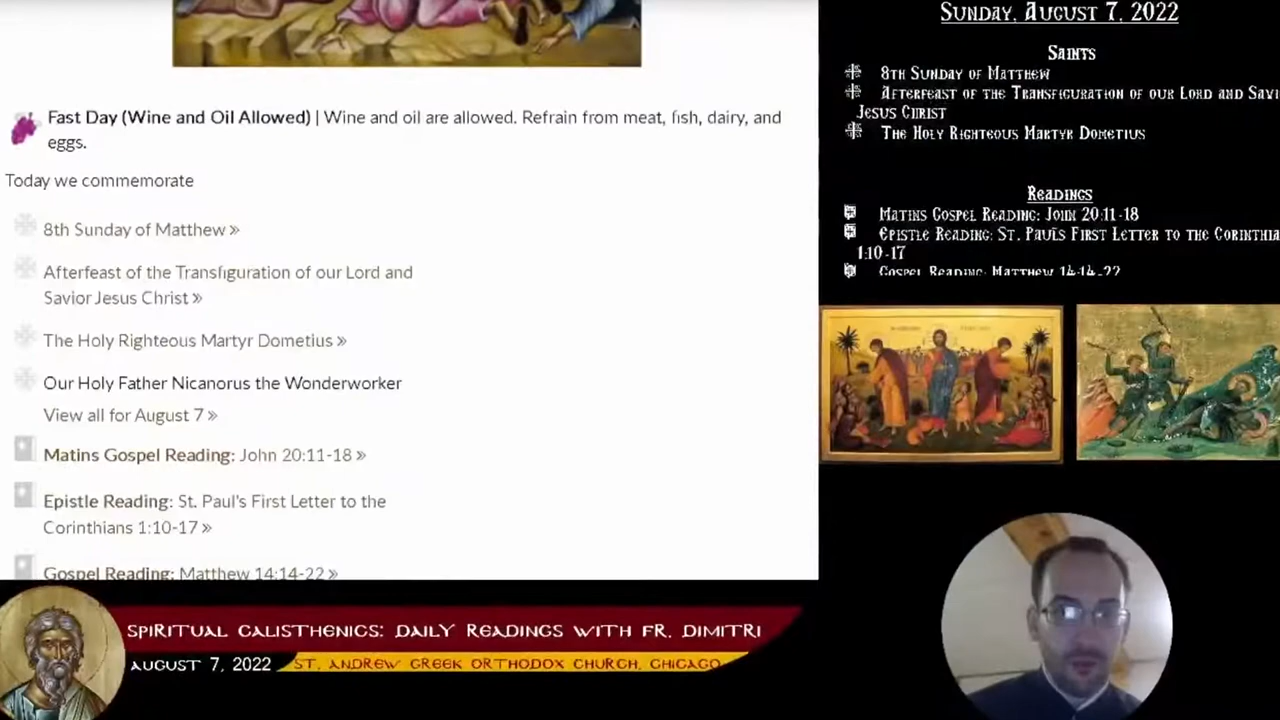 Fast Day (Wine and Oil Allowed) | Wine and oil are allowed. Refrain from meat, fish, dairy, and
eggs.
Today we commemorate
8th Sunday of Matthew »
Afterfeast of the Transfiguration of our Lord and
Savior Jesus Christ »
The Holy Righteous Martyr Dometius »
Our Holy Father Nicanorus the Wonderworker
View all for August 7 »
Matins Gospel Reading: John 20:11-18 »
Epistle Reading: St. Paul's First Letter to the
Corinthians 1:10-17 »
Gospel Reading: Matthew 14:14-22 »
Sunday, August 7, 2022
Saints
8th Sunday of Matthew
Afterfeast of the Transfiguration of our Lord and Savi
Jesus Christ
The Holy Righteous Martyr Dometius
Readings
Matins Gospel Reading: John 20:11-18
Epistle Reading: St. Paul's First Letter to the Corinthia
1:10-17
Gospel Reading: Matthew 14:14-22
SPIRITUAL CALISTHENICS: DAILY READINGS WITH FR. DIMITRI
AUGUST 7, 2022
ST. ANDREW GREEK ORTHODOX CHURCH, CHICAGO